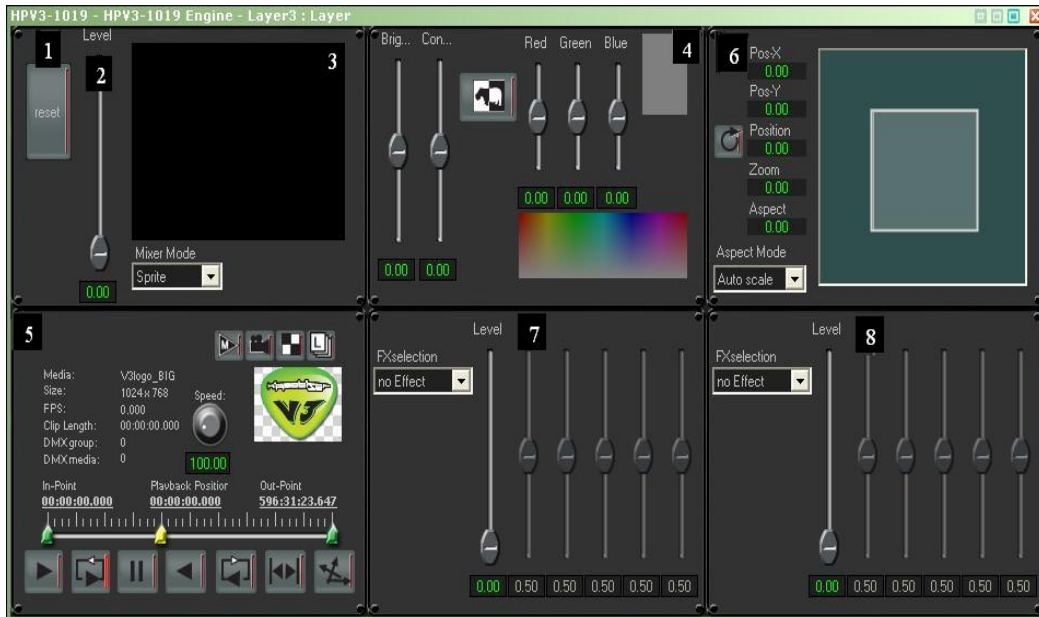 HPV3-1019 - HPV3-1019 Engine - Layer3 : Layer
1
reset
Level
2
0.00
3
Mixer Mode
Sprite
Brig...
Con...
0.00
0.00
Red
Green
Blue
0.00
0.00
0.00
4
6
Pos-X
0.00
Pos-Y
0.00
Position
0.00
Zoom
0.00
Aspect
0.00
Aspect Mode
Auto scale
5
M
L
Media: V3logo_BIG
Size: 1024 x 768
FPS: 0.000
Clip Length: 00:00:00.000
DMX group: 0
DMX media: 0
Speed:
100.00
V3
In-Point
00:00:00.000
Playback Position
00:00:00.000
Out-Point
596:31:23.647
Level
7
FXselection
no Effect
0.00 0.50 0.50 0.50 0.50 0.50
Level
8
FXselection
no Effect
0.00 0.50 0.50 0.50 0.50 0.50